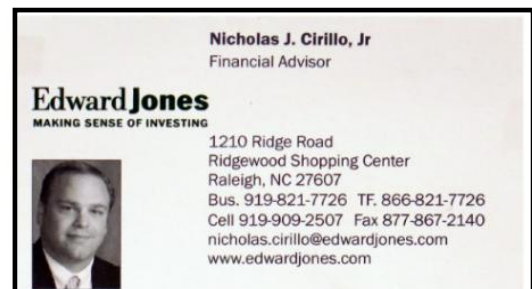 Nicholas J. Cirillo, Jr
Financial Advisor
Edward Jones
MAKING SENSE OF INVESTING
1210 Ridge Road
Ridgewood Shopping Center
Raleigh, NC 27607
Bus. 919-821-7726 TF. 866-821-7726
Cell 919-909-2507 Fax 877-867-2140
nicholas.cirillo@edwardjones.com
www.edwardjones.com